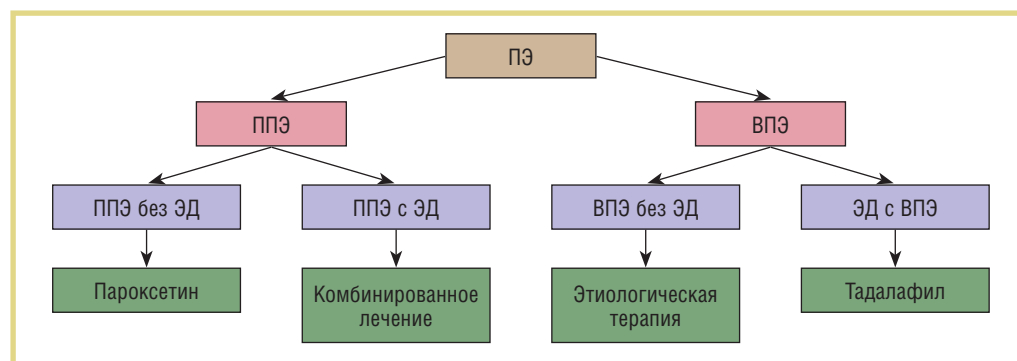 ПЭ
ППЭ
ВПЭ
ППЭ без ЭД
ППЭ с ЭД
ВПЭ без ЭД
ЭД с ВПЭ
Пароксетин
Комбинированное
лечение
Этиологическая
терапия
Тадалафил